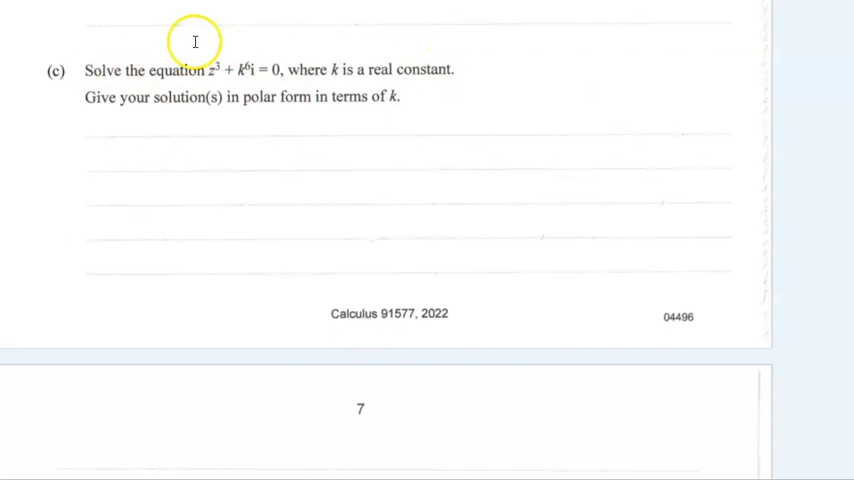 (c) Solve the equation z³ + k⁶i = 0, where k is a real constant.
Give your solution(s) in polar form in terms of k.
Calculus 91577, 2022
04496
7